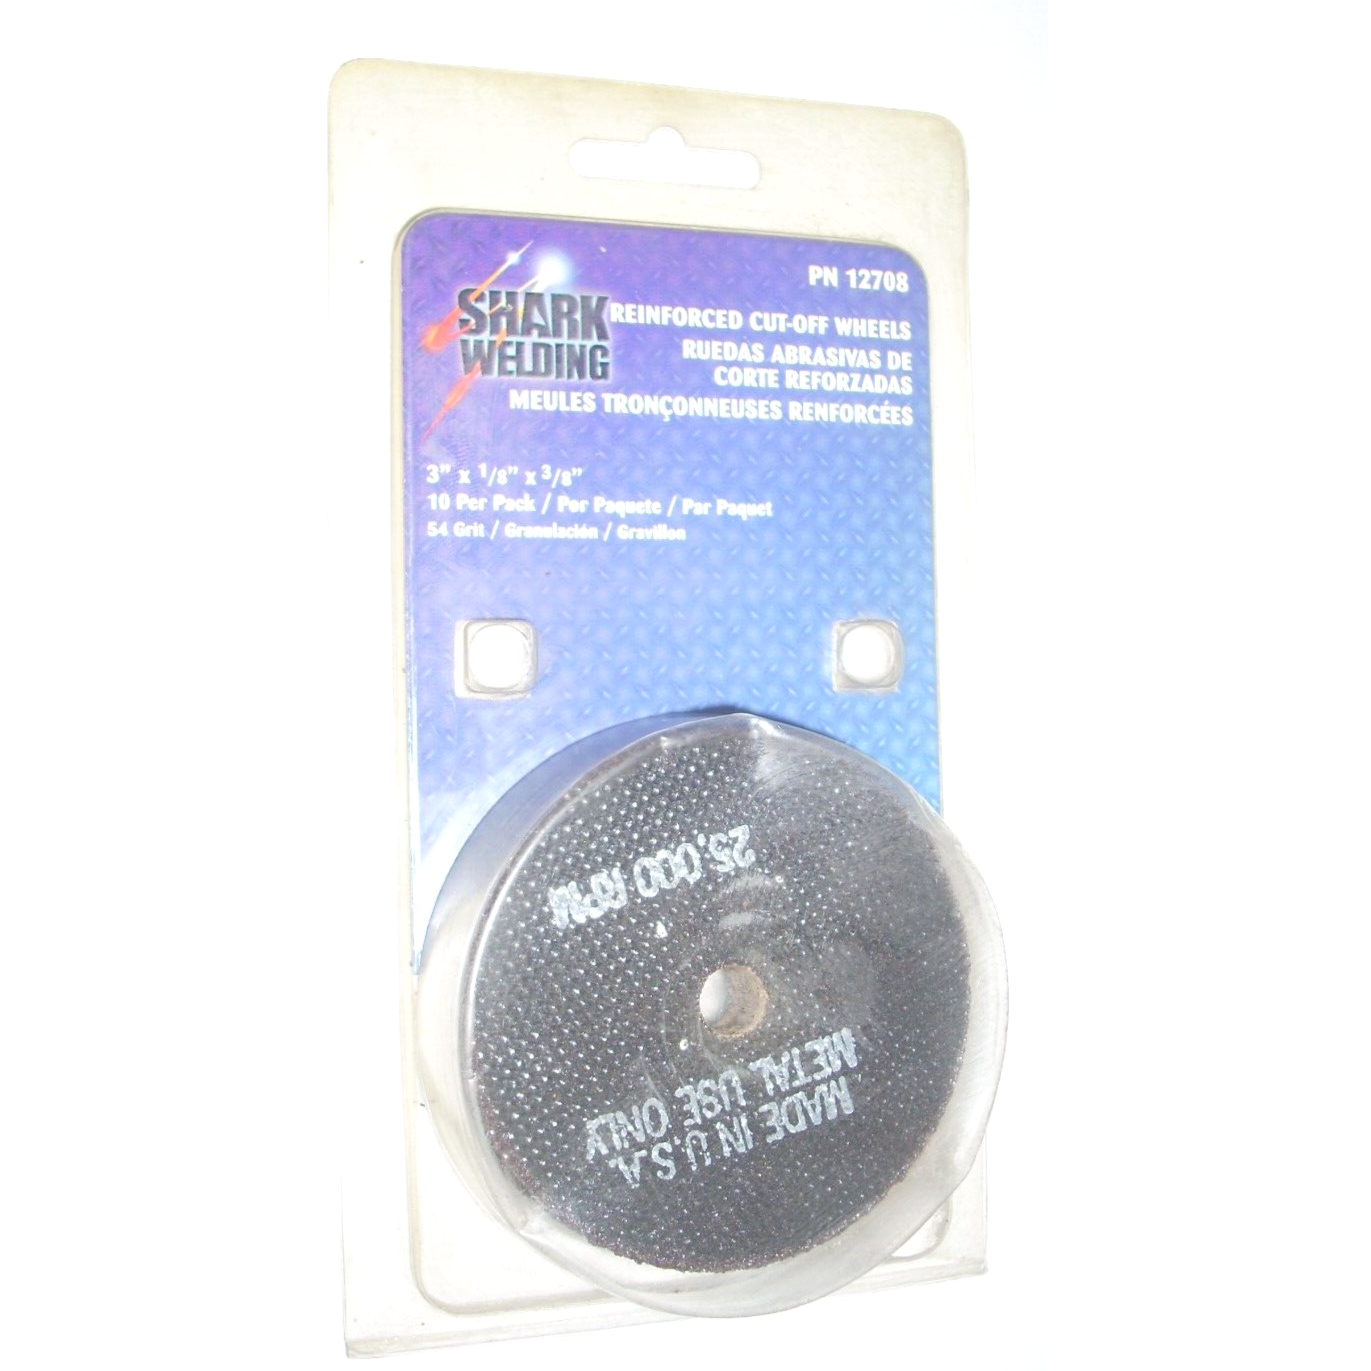 PN 12708
SHARK
WELDING
REINFORCED CUT-OFF WHEELS
RUEDAS ABRASIVAS DE
CORTE REFORZADAS
MEULES TRONÇONNEUSES RENFORCÉES
3" x 1/8" x 3/8"
10 Per Pack / Por Paquete / Par Paquet
54 Grit / Granulación / Gravillon
25,000 RPM
MADE IN U.S.A.
METAL USE ONLY